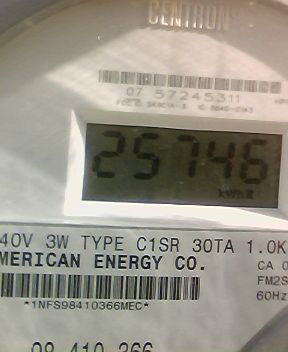 CENTRON
07 57245311
25746
kWh
40V 3W TYPE C1SR 30TA 1.0K
MERICAN ENERGY CO.
CA 0
FM2S
60Hz
*1NFS98410366MEC*
98 410 366